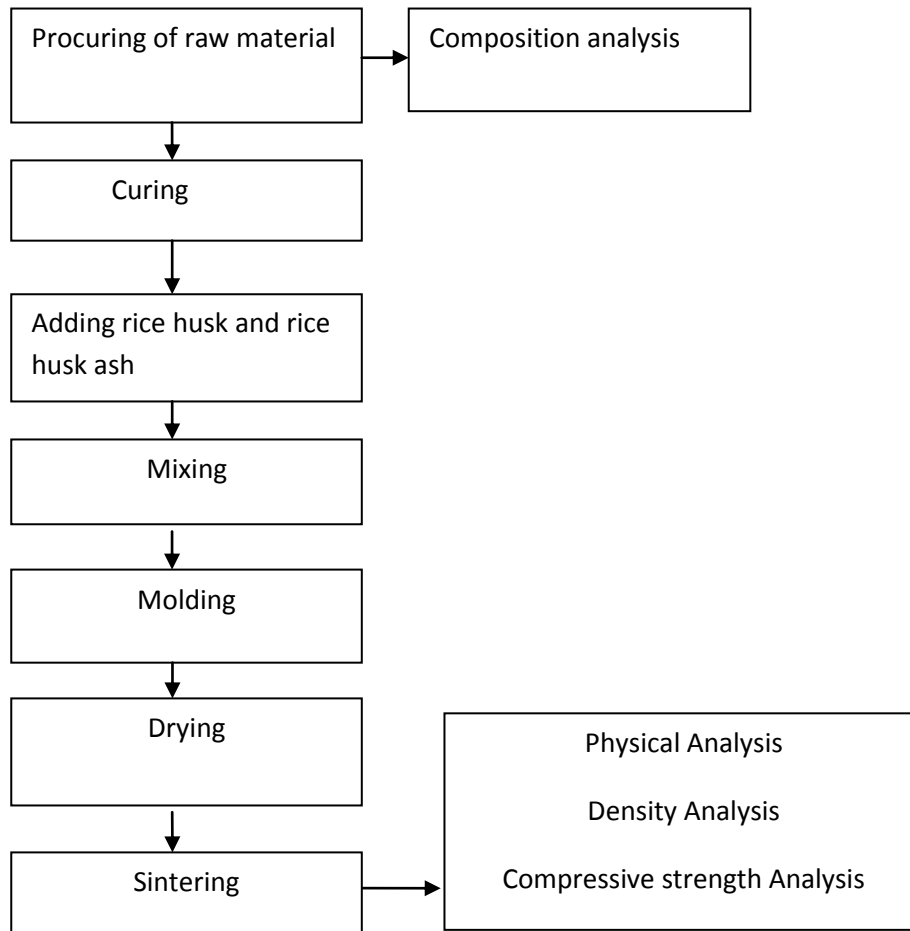 Procuring of raw material
Composition analysis
Curing
Adding rice husk and rice
husk ash
Mixing
Molding
Drying
Sintering
Physical Analysis
Density Analysis
Compressive strength Analysis